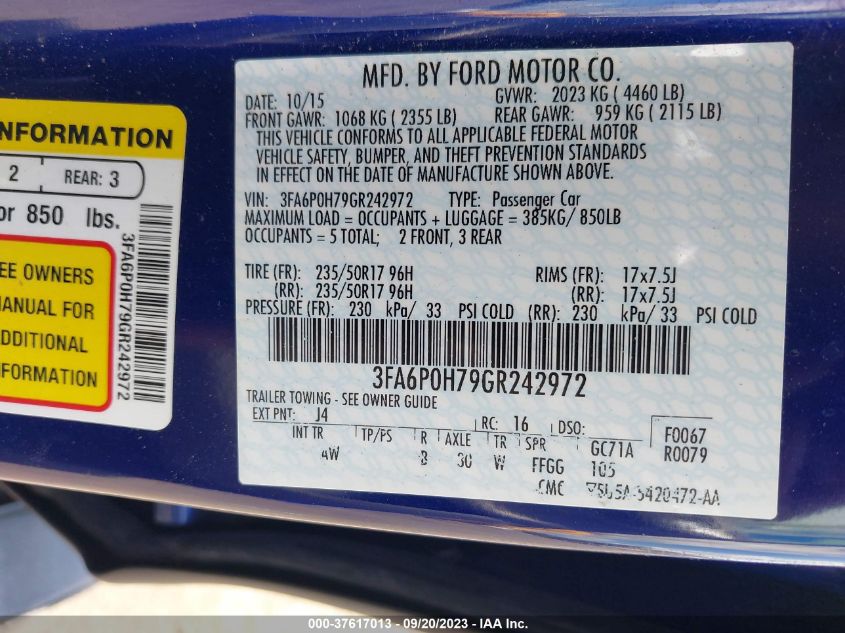 NFORMATION
2 REAR: 3
or 850 lbs.
EE OWNERS
MANUAL FOR
ADDITIONAL
NFORMATION
3FA6P0H79GR242972
MFD. BY FORD MOTOR CO.
DATE: 10/15 GVWR: 2023 KG ( 4460 LB)
FRONT GAWR: 1068 KG ( 2355 LB) REAR GAWR: 959 KG ( 2115 LB)
THIS VEHICLE CONFORMS TO ALL APPLICABLE FEDERAL MOTOR
VEHICLE SAFETY, BUMPER, AND THEFT PREVENTION STANDARDS
IN EFFECT ON THE DATE OF MANUFACTURE SHOWN ABOVE.
VIN: 3FA6P0H79GR242972 TYPE: Passenger Car
MAXIMUM LOAD = OCCUPANTS + LUGGAGE = 385KG/ 850LB
OCCUPANTS = 5 TOTAL; 2 FRONT, 3 REAR
TIRE (FR): 235/50R17 96H RIMS (FR): 17x7.5J
(RR): 235/50R17 96H (RR): 17x7.5J
PRESSURE (FR): 230 kPa/ 33 PSI COLD (RR): 230 kPa/ 33 PSI COLD
3FA6P0H79GR242972
TRAILER TOWING - SEE OWNER GUIDE
EXT PNT: J4 RC: 16 DSO: F0067
INT TR TP/PS R AXLE TR SPR GC71A R0079
4W B 30 W FFGG 105
CMC
000-37617013 - 09/20/2023 - IAA Inc.